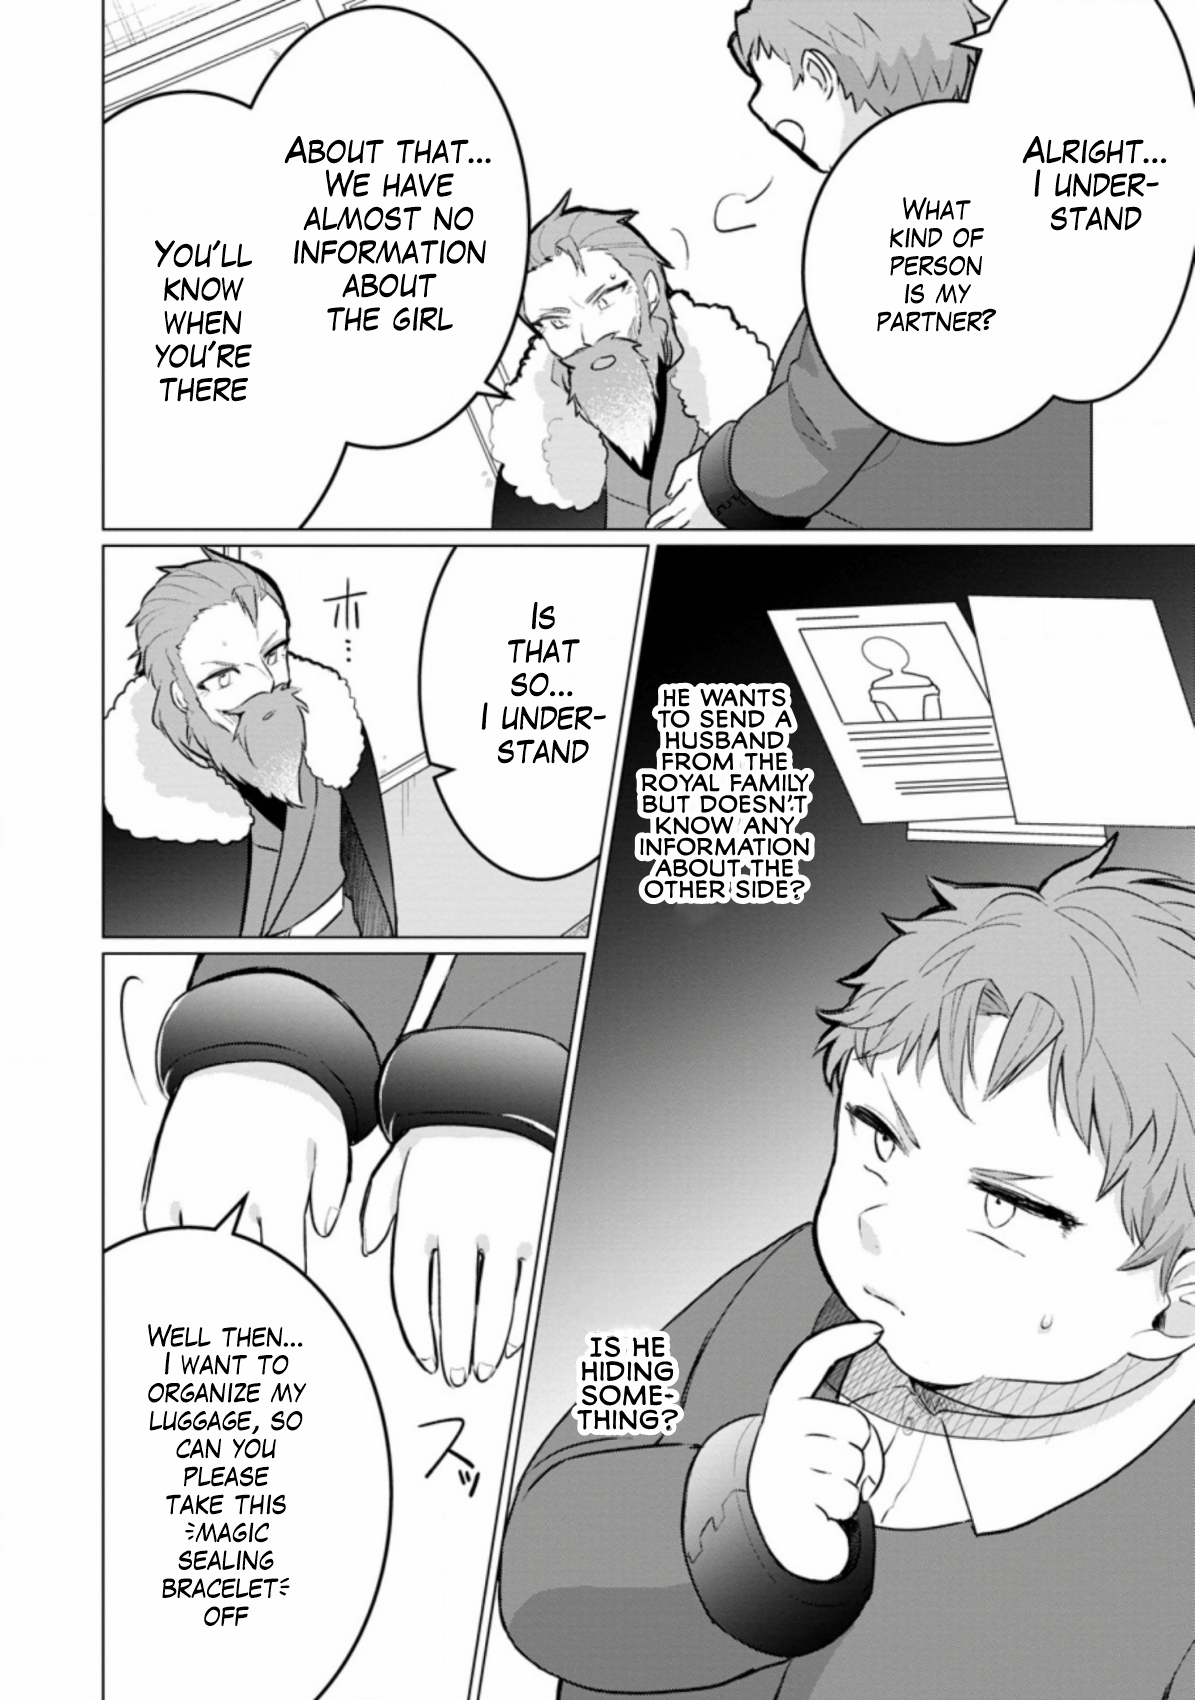 ALRIGHT...
I UNDER-
STAND
WHAT
KIND OF
PERSON
IS MY
PARTNER?
ABOUT THAT...
WE HAVE
ALMOST NO
INFORMATION
ABOUT
THE GIRL
YOU'LL
KNOW
WHEN
YOU'RE
THERE
HE WANTS
TO SEND A
HUSBAND
FROM THE
ROYAL FAMILY
BUT DOESN'T
KNOW ANY
INFORMATION
ABOUT THE
OTHER SIDE?
IS HE
HIDING
SOME-
THING?
IS
THAT
SO...
I UNDER-
STAND
ホ...
ズッ
WELL THEN...
I WANT TO
ORGANIZE MY
LUGGAGE, SO
CAN YOU
PLEASE
TAKE THIS
MAGIC
SEALING
BRACELET
OFF